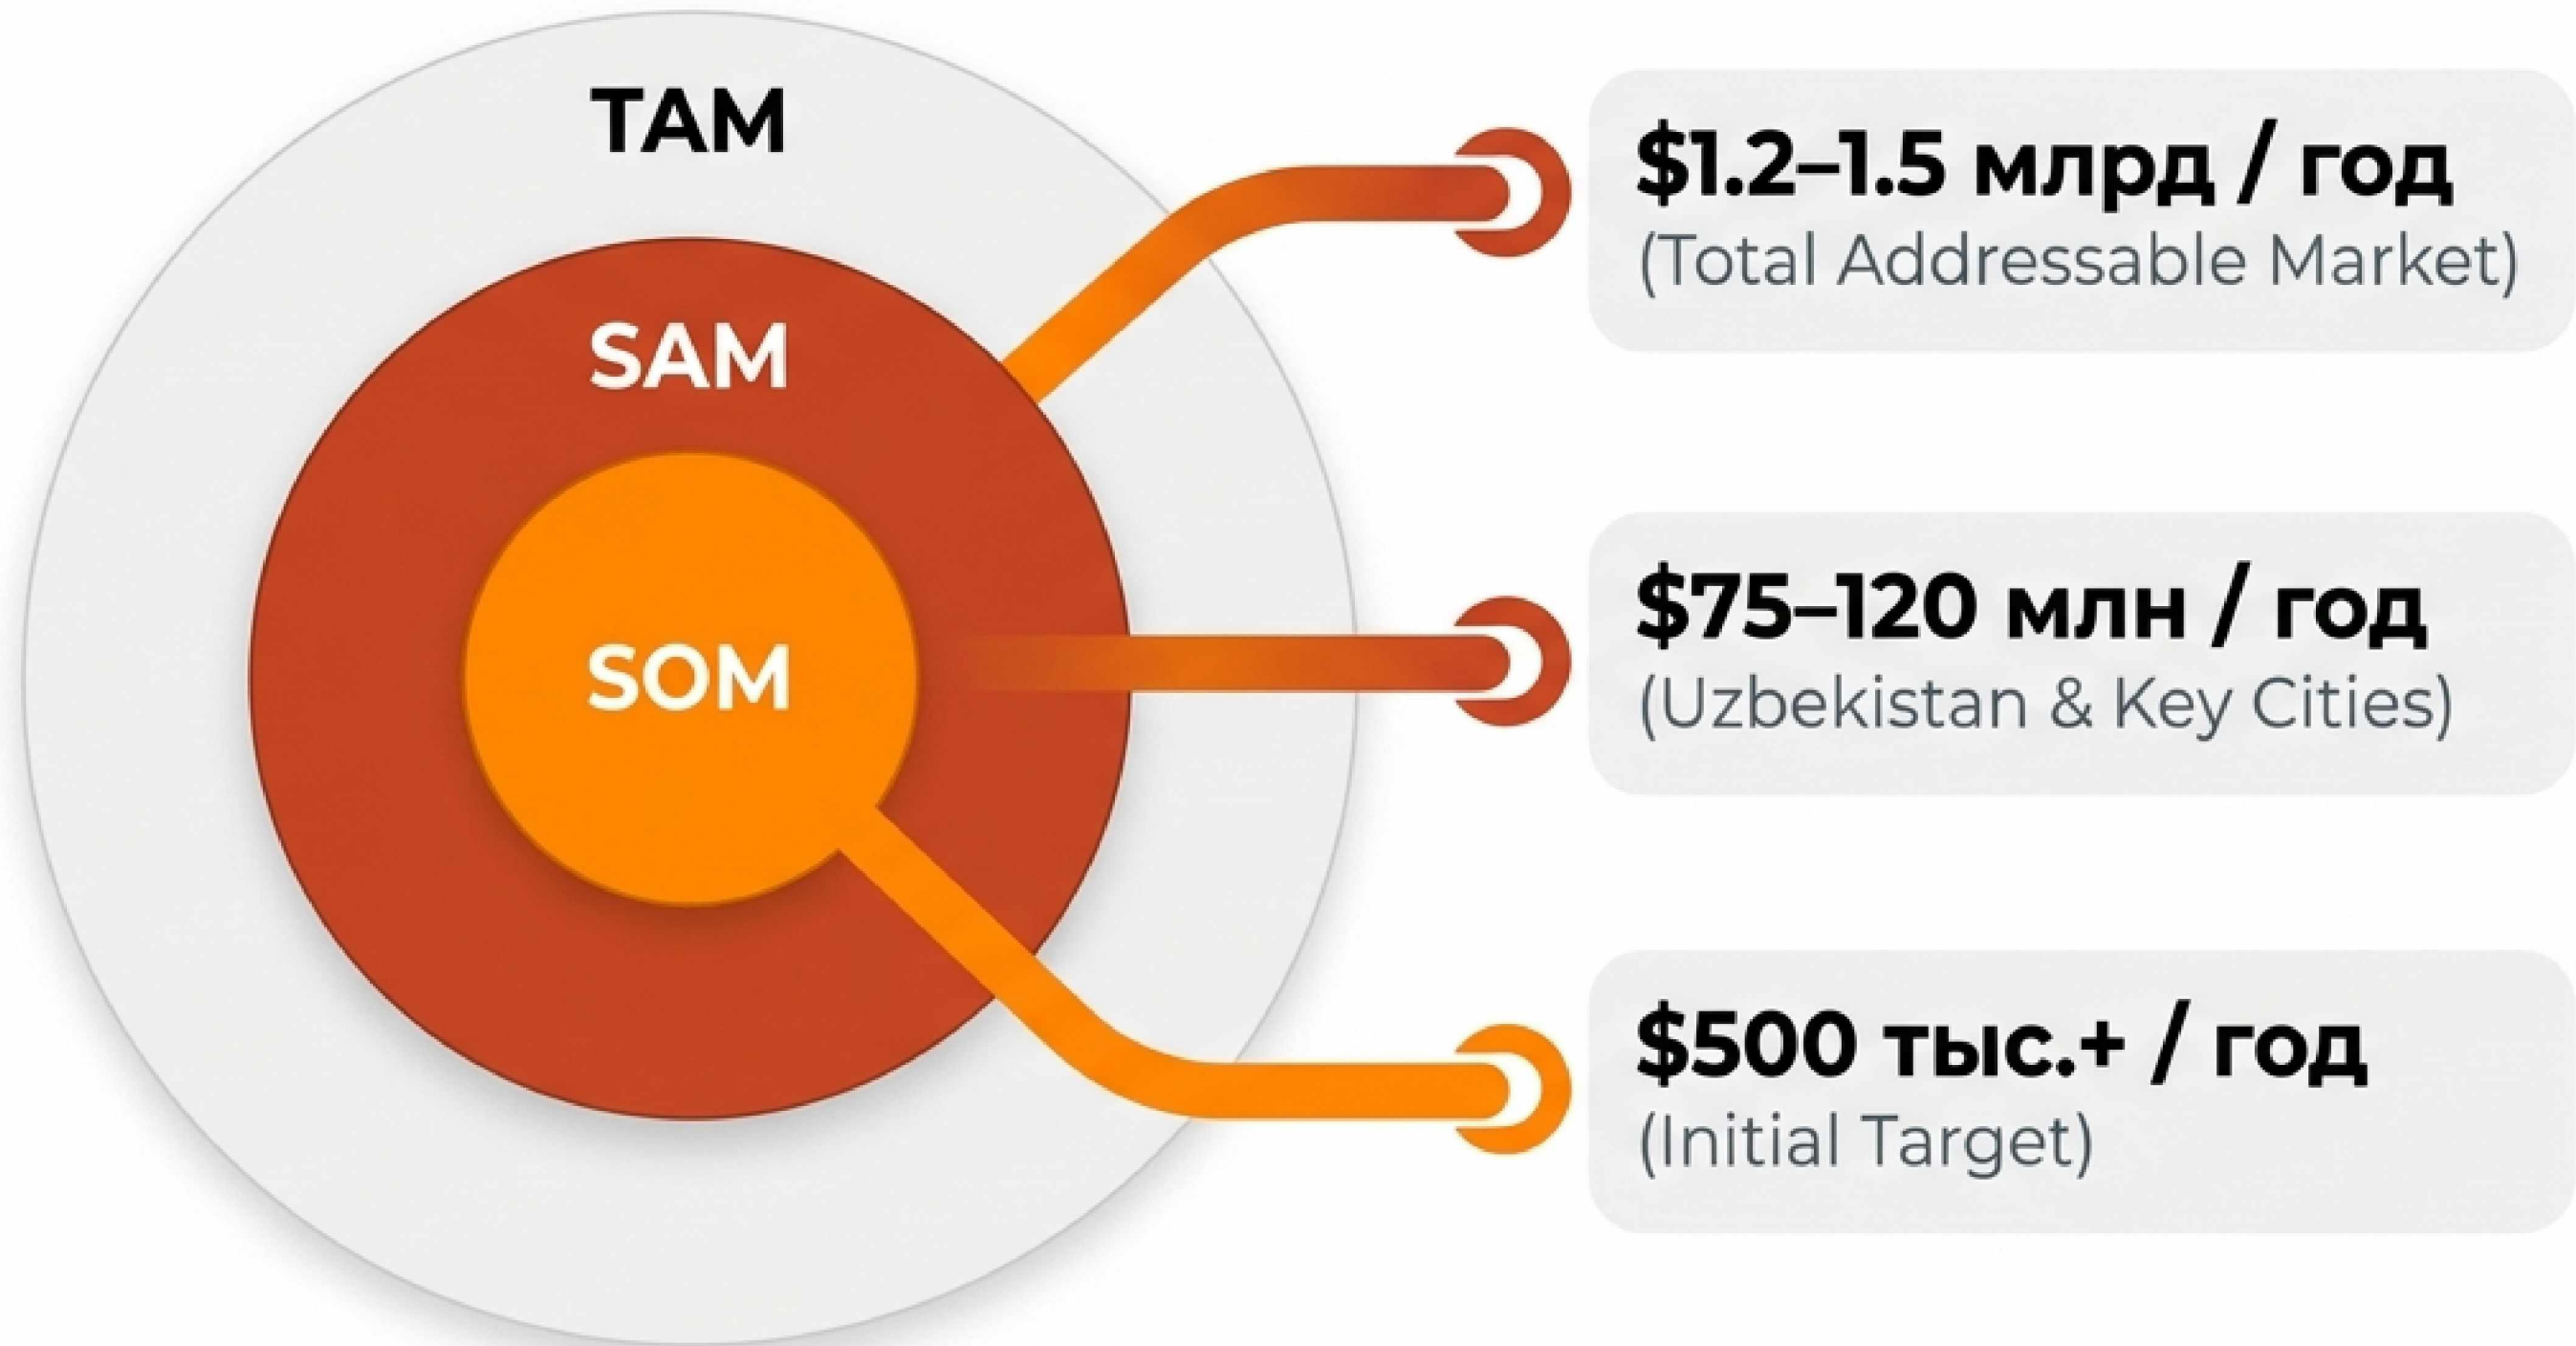 TAM
SAM
SOM
$1.2–1.5 млрд / год
(Total Addressable Market)
$75–120 млн / год
(Uzbekistan & Key Cities)
$500 тыс.+ / год
(Initial Target)